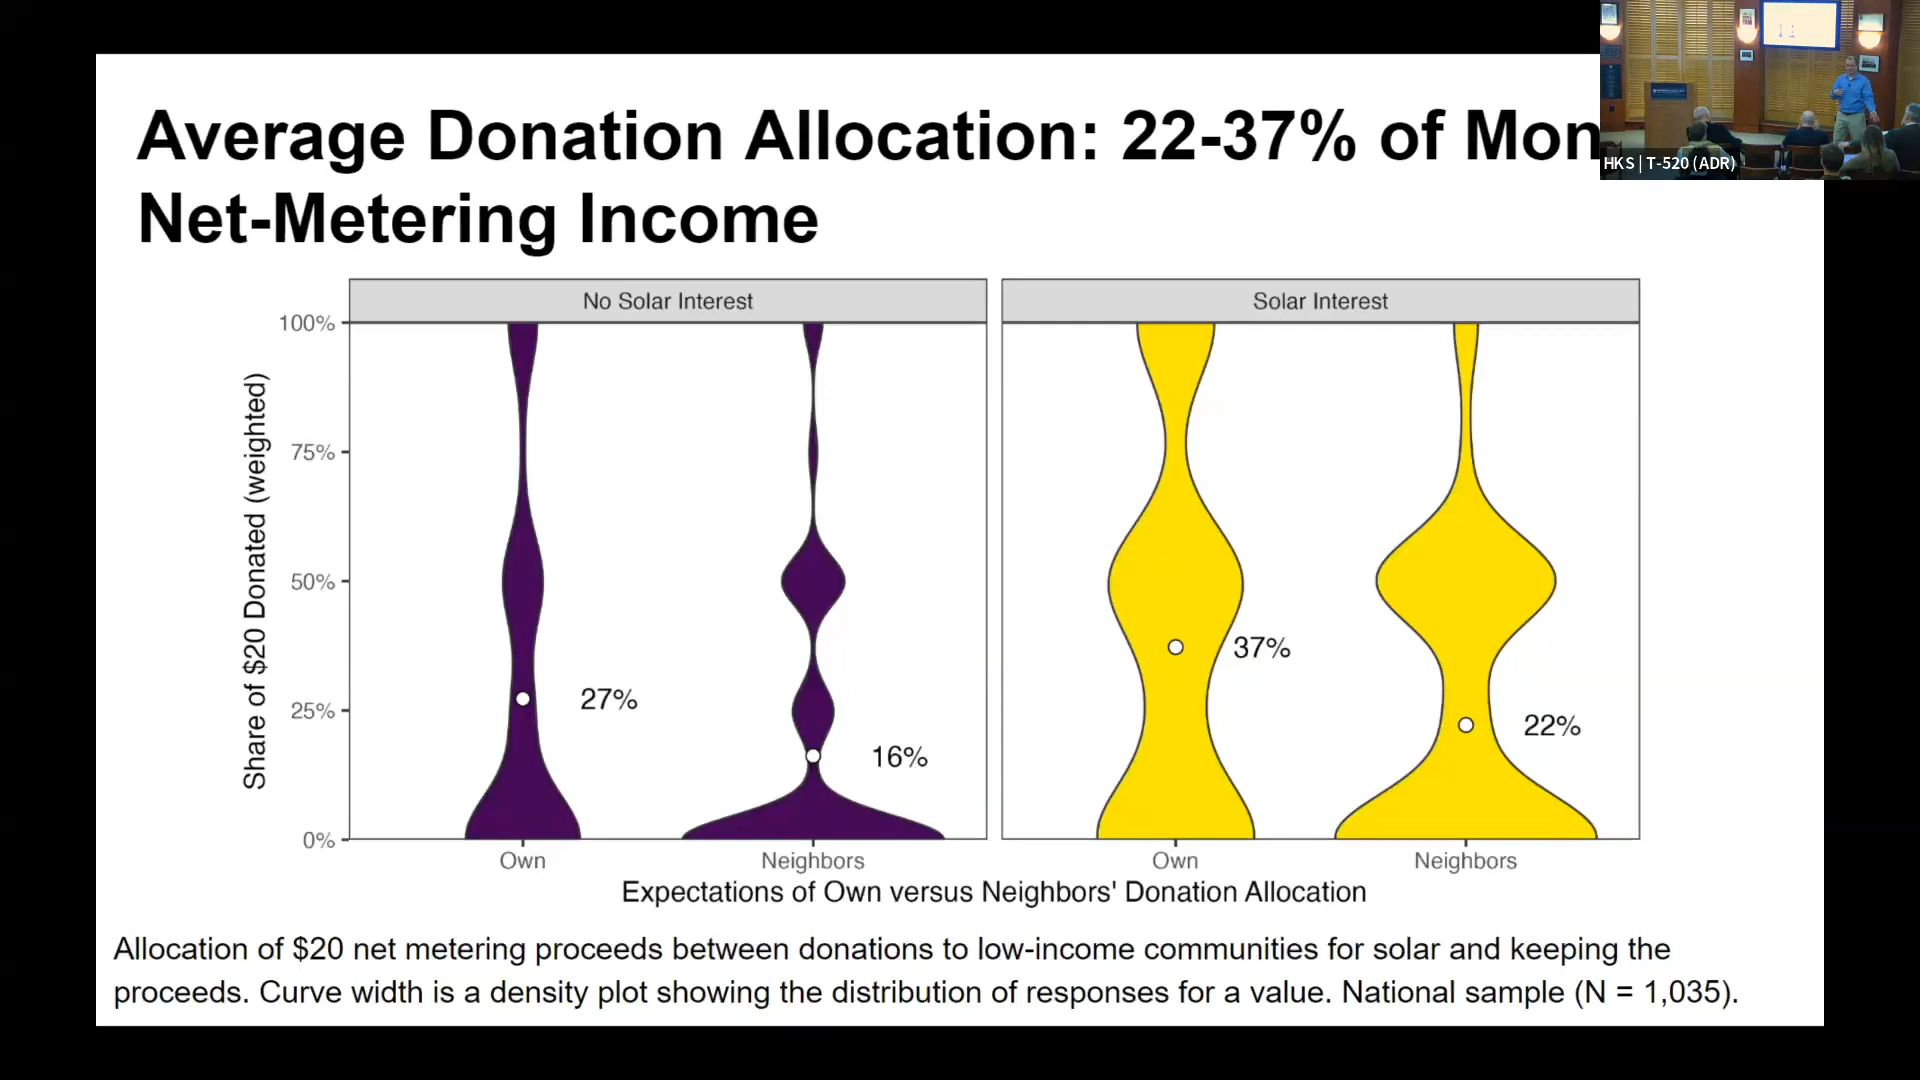 Average Donation Allocation: 22-37% of Mon
Net-Metering Income
HKS | T-520 (ADR)
No Solar Interest
Solar Interest
Share of $20 Donated (weighted)
100%
75%
50%
25%
0%
27%
16%
37%
22%
Own
Neighbors
Own
Neighbors
Expectations of Own versus Neighbors' Donation Allocation
Allocation of $20 net metering proceeds between donations to low-income communities for solar and keeping the
proceeds. Curve width is a density plot showing the distribution of responses for a value. National sample (N = 1,035).